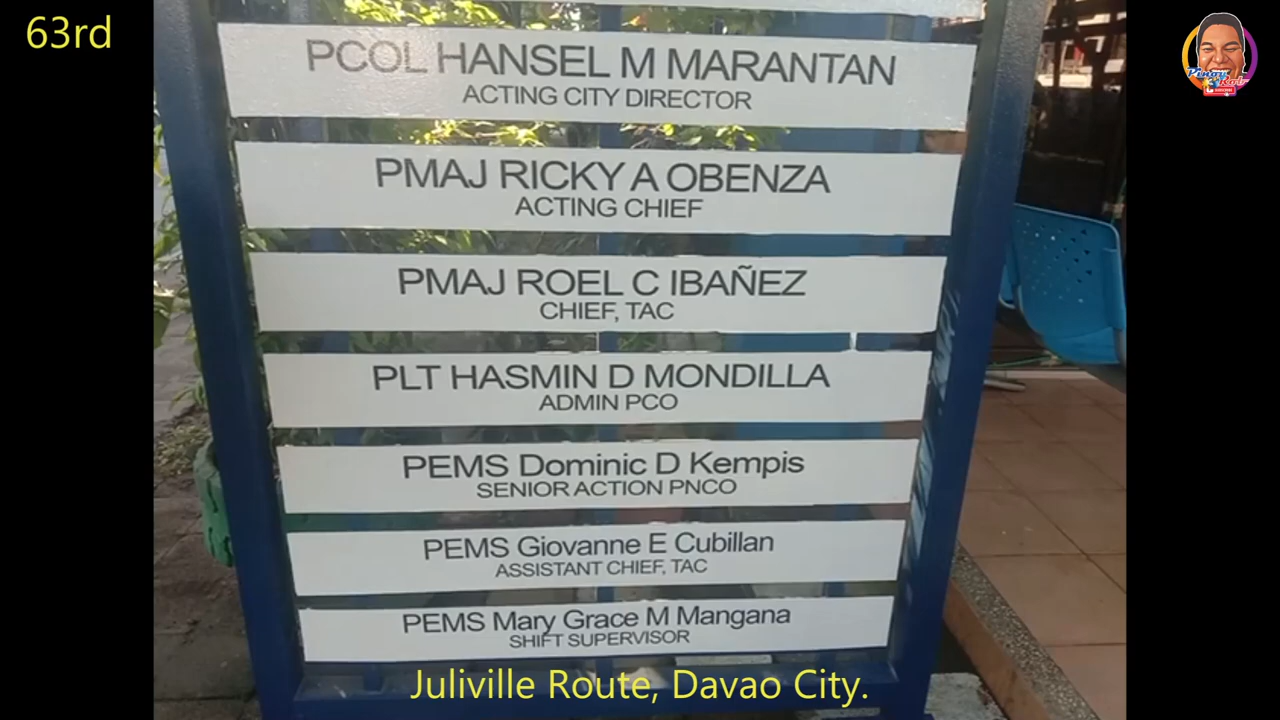 63rd
PCOL HANSEL M MARANTAN
ACTING CITY DIRECTOR
PMAJ RICKY A OBENZA
ACTING CHIEF
PMAJ ROEL C IBAÑEZ
CHIEF, TAC
PLT HASMIN D MONDILLA
ADMIN PCO
PEMS Dominic D Kempis
SENIOR ACTION PNCO
PEMS Giovanne E Cubillan
ASSISTANT CHIEF, TAC
PEMS Mary Grace M Mangana
SHIFT SUPERVISOR
Juliville Route, Davao City.